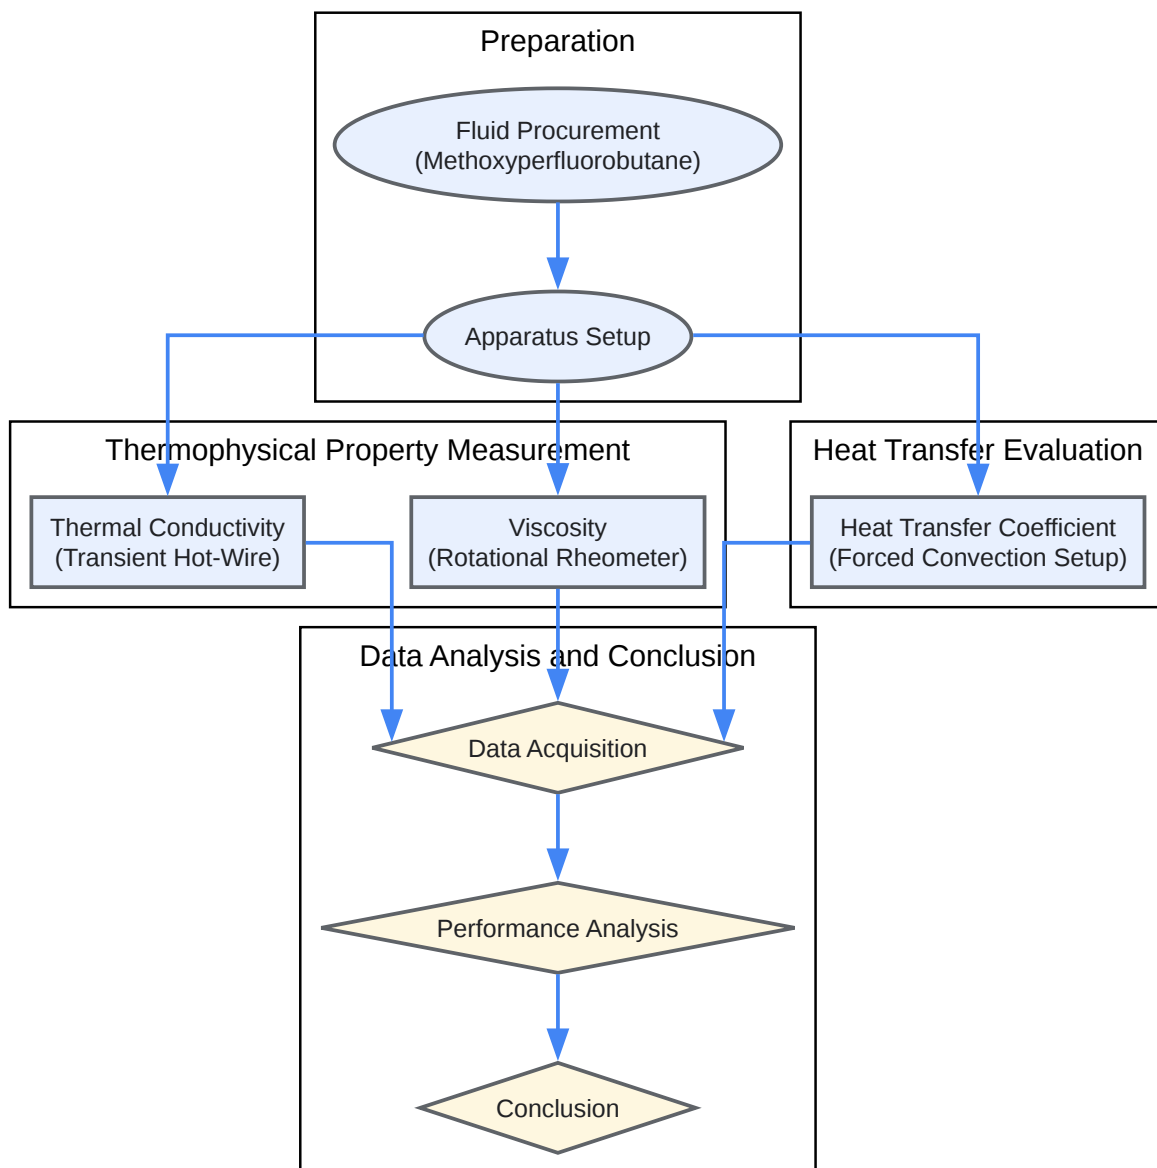 Preparation
Fluid Procurement
(Methoxyperfluorobutane)
Apparatus Setup
Thermophysical Property Measurement
Heat Transfer Evaluation
Thermal Conductivity
(Transient Hot-Wire)
Viscosity
(Rotational Rheometer)
Heat Transfer Coefficient
(Forced Convection Setup)
Data Analysis and Conclusion
Data Acquisition
Performance Analysis
Conclusion